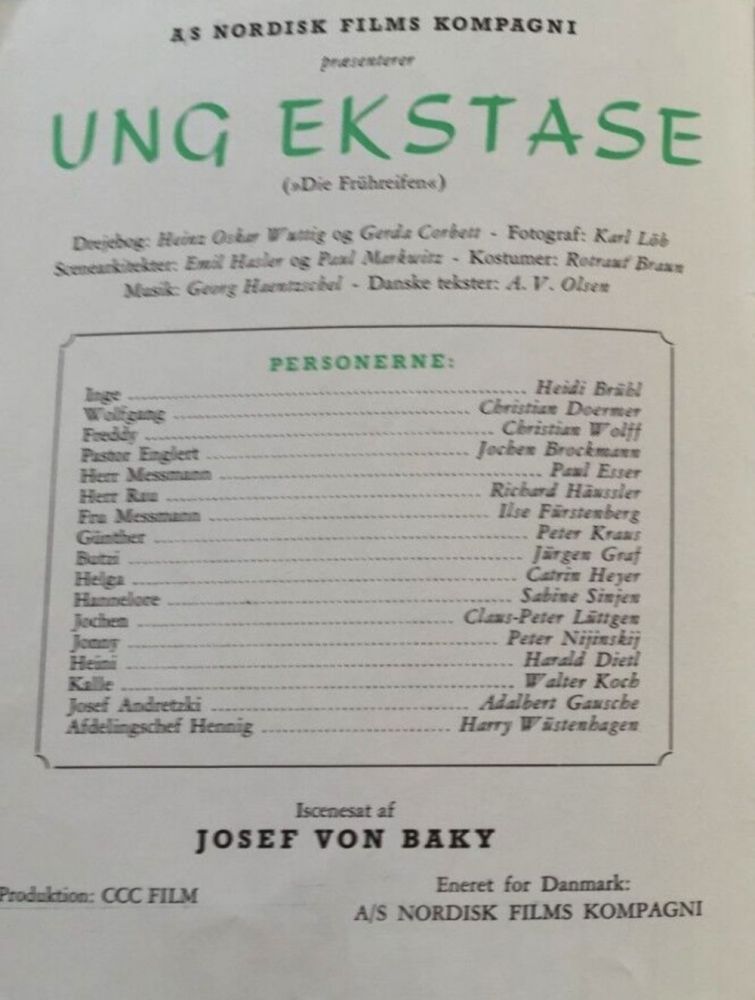 A/S NORDISK FILMS KOMPAGNI
præsenterer
UNG EKSTASE
(»Die Frühreifen«)
Drejebog: Heinz Oskar Wuttig og Gerda Corbett - Fotograf: Karl Löb
Scenearkitekter: Emil Hasler og Paul Markwitz - Kostumer: Rotraut Braun
Musik: Georg Haentzschel - Danske tekster: A. V. Olsen
PERSONERNE:
Inge ........ Heidi Brühl
Wolfgang ........ Christian Doermer
Freddy ........ Christian Wolff
Pastor Englert ........ Jochen Brockmann
Herr Messmann ........ Paul Esser
Herr Rau ........ Richard Häussler
Fru Messmann ........ Ilse Fürstenberg
Günther ........ Peter Kraus
Butzi ........ Jürgen Graf
Helga ........ Catrin Heyer
Hannelore ........ Sabine Sinjen
Jochen ........ Claus-Peter Lüttgen
Jonny ........ Peter Nijinskij
Heini ........ Harald Dietl
Kalle ........ Walter Koch
Josef Andretzki ........ Adalbert Gausche
Afdelingschef Hennig ........ Harry Wüstenhagen
Iscenesat af
JOSEF VON BAKY
Produktion: CCC FILM
Eneret for Danmark:
A/S NORDISK FILMS KOMPAGNI